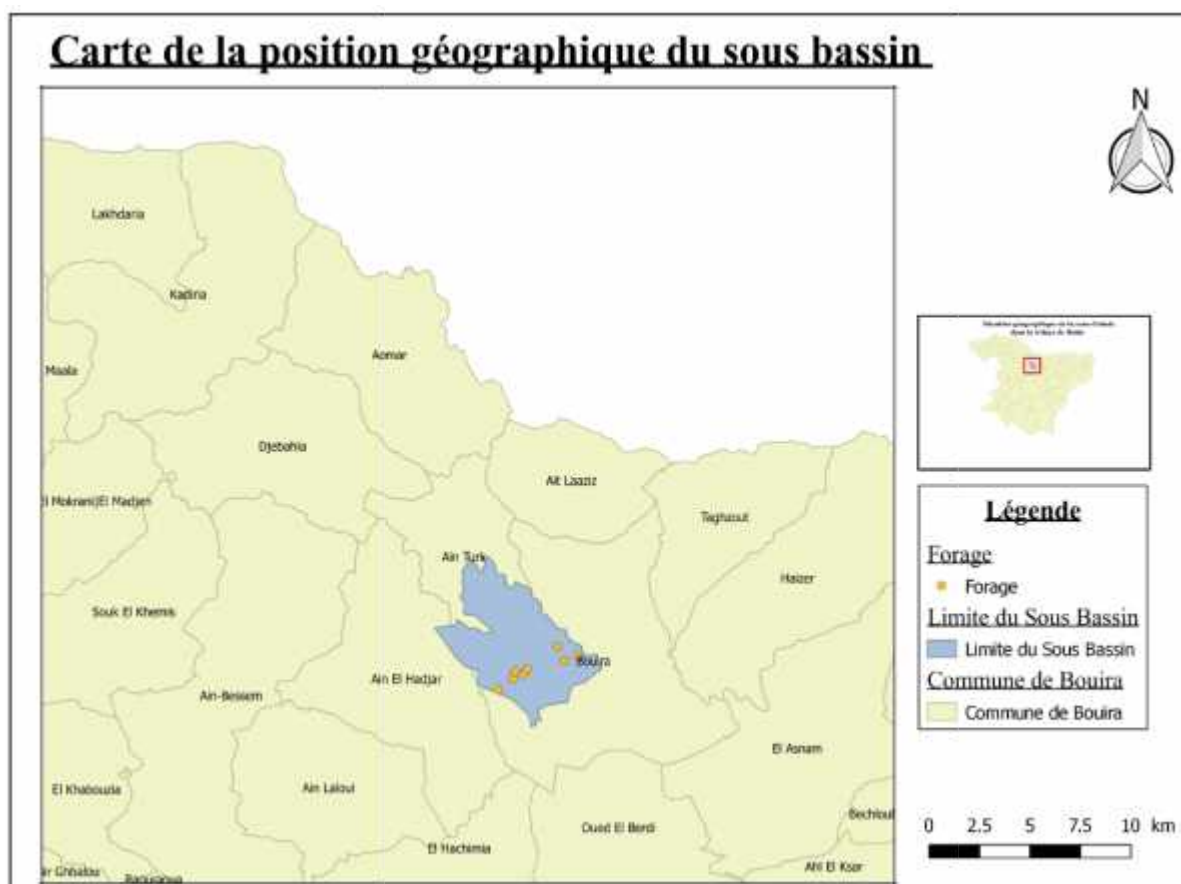 Carte de la position géographique du sous bassin
N
Lakhdaria
Kadiria
Aomar
Maala
Djebahia
Ait Laaziz
El Mokrani(El Madjen)
Taghzout
Ain Turk
Haizer
Souk El Khemis
Bouira
Ain El Hadjar
Ain-Bessem
El Asnam
El Khabouzia
Ain Laloui
Bechloul
Oued El Berdi
El Hachimia
Ahl El Ksar
Légende
Forage
Forage
Limite du Sous Bassin
Limite du Sous Bassin
Commune de Bouira
Commune de Bouira
0 2.5 5 7.5 10 km